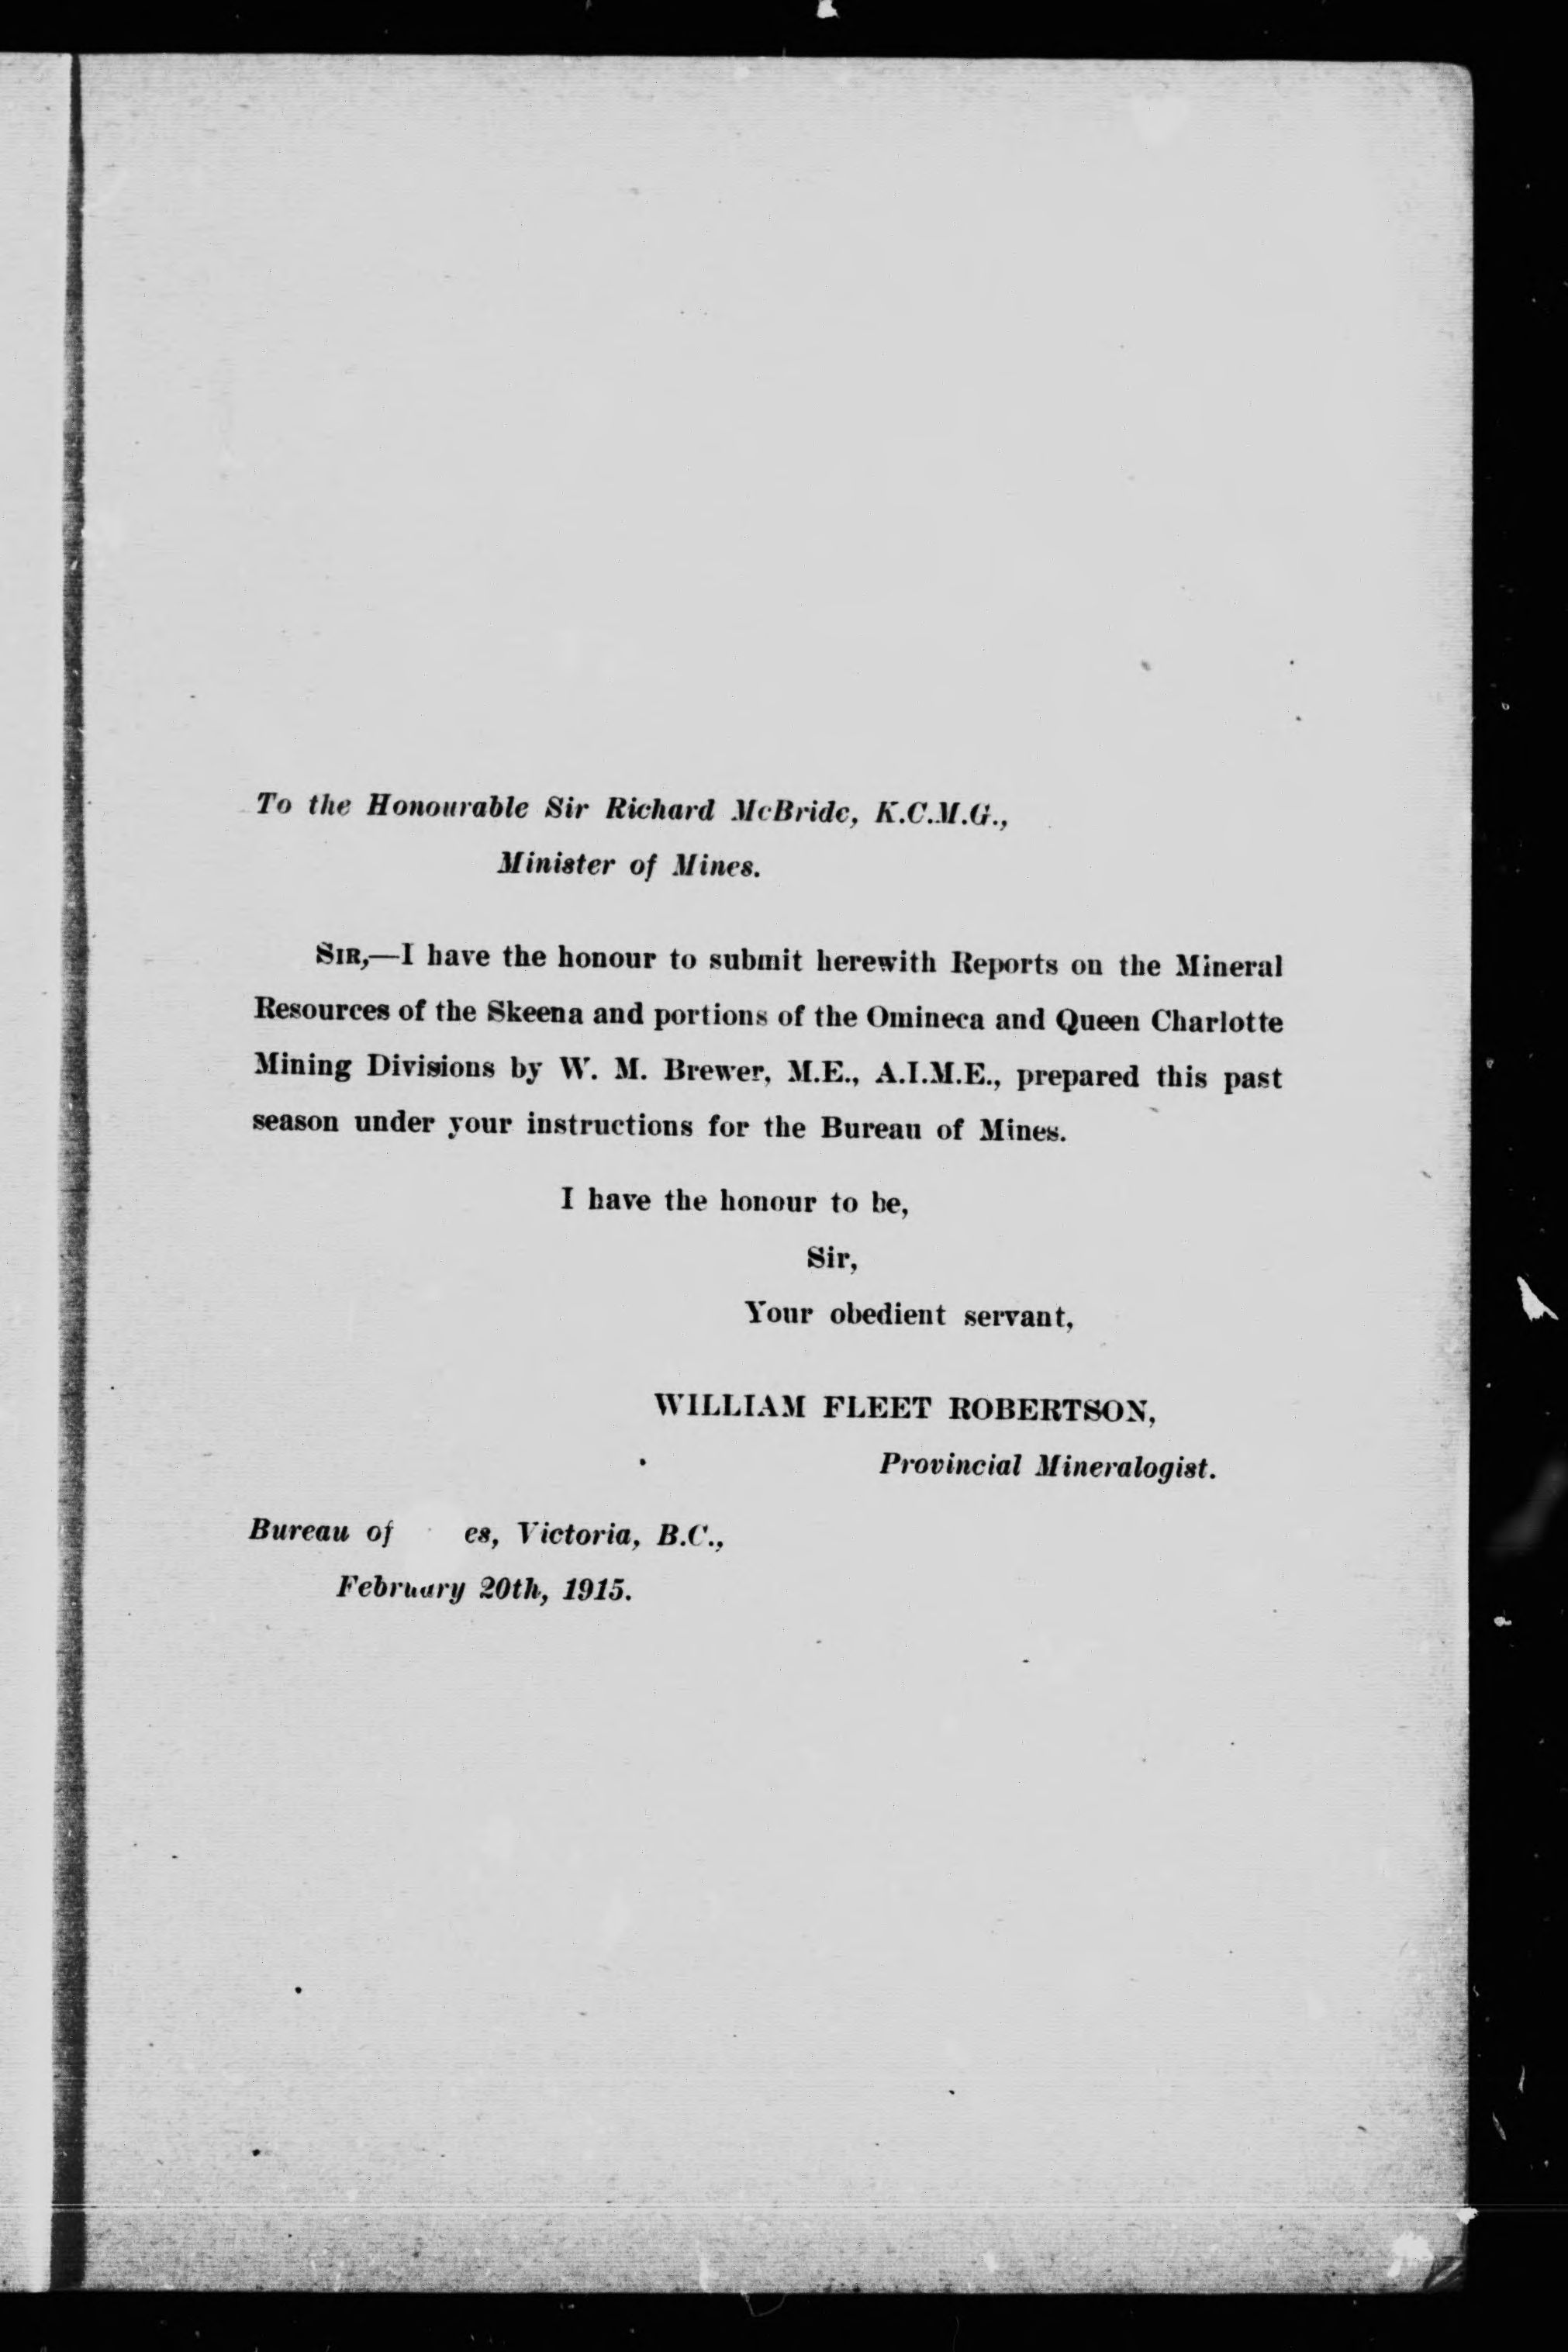 To the Honourable Sir Richard McBride, K.C.M.G.,
Minister of Mines.
SIR,—I have the honour to submit herewith Reports on the Mineral
Resources of the Skeena and portions of the Omineca and Queen Charlotte
Mining Divisions by W. M. Brewer, M.E., A.I.M.E., prepared this past
season under your instructions for the Bureau of Mines.
I have the honour to be,
Sir,
Your obedient servant,
WILLIAM FLEET ROBERTSON,
Provincial Mineralogist.
Bureau of es, Victoria, B.C.,
February 20th, 1915.